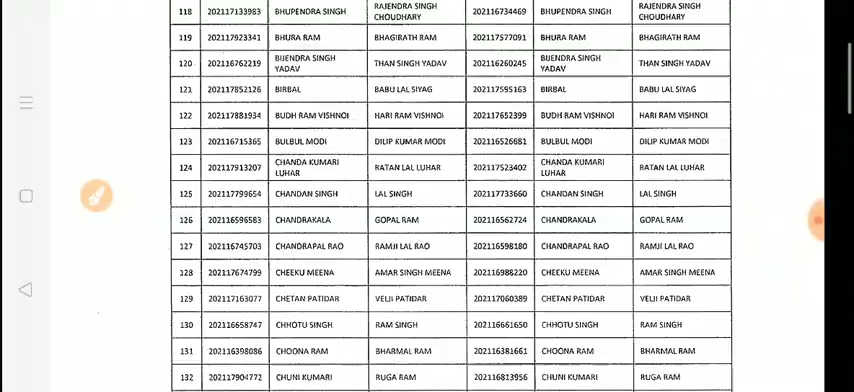 118 202117133983 BHUPENDRA SINGH RAJENDRA SINGH CHOUDHARY 202116734469 BHUPENDRA SINGH RAJENDRA SINGH CHOUDHARY
119 202117923341 BHURA RAM BHAGIRATH RAM 202117577091 BHURA RAM BHAGIRATH RAM
120 202116762219 BIJENDRA SINGH YADAV THAN SINGH YADAV 202116260245 BIJENDRA SINGH YADAV THAN SINGH YADAV
121 202117852126 BIRBAL BABU LAL SIYAG 202117595163 BIRBAL BABU LAL SIYAG
122 202117881934 BUDH RAM VISHNOI HARI RAM VISHNOI 202117652399 BUDH RAM VISHNOI HARI RAM VISHNOI
123 202116715365 BULBUL MODI DILIP KUMAR MODI 202116526681 BULBUL MODI DILIP KUMAR MODI
124 202117913207 CHANDA KUMARI LUHAR RATAN LAL LUHAR 202117523402 CHANDA KUMARI LUHAR RATAN LAL LUHAR
125 202117799654 CHANDAN SINGH LAL SINGH 202117733660 CHANDAN SINGH LAL SINGH
126 202116596583 CHANDRAKALA GOPAL RAM 202116562724 CHANDRAKALA GOPAL RAM
127 202116745703 CHANDRAPAL RAO RAMJI LAL RAO 202116598180 CHANDRAPAL RAO RAMJI LAL RAO
128 202117674799 CHEEKU MEENA AMAR SINGH MEENA 202116988220 CHEEKU MEENA AMAR SINGH MEENA
129 202117163077 CHETAN PATIDAR VELJI PATIDAR 202117060389 CHETAN PATIDAR VELJI PATIDAR
130 202116658747 CHHOTU SINGH RAM SINGH 202116661650 CHHOTU SINGH RAM SINGH
131 202116398086 CHOONA RAM BHARMAL RAM 202116381661 CHOONA RAM BHARMAL RAM
132 202117904772 CHUNI KUMARI RUGA RAM 202116813956 CHUNI KUMARI RUGA RAM